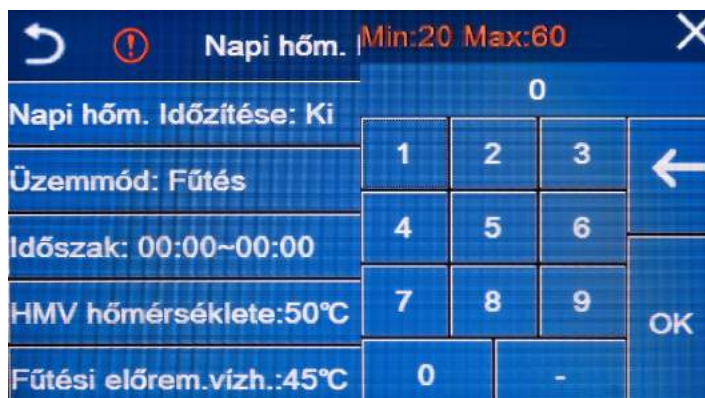 Napi hőm.
Napi hőm. Időzítése: Ki
Üzemmód: Fűtés
Időszak: 00:00~00:00
HMV hőmérséklete:50℃
Fűtési előrem.vízh.:45℃
Min:20 Max:60
0
1 2 3
4 5 6
7 8 9
0 -
OK